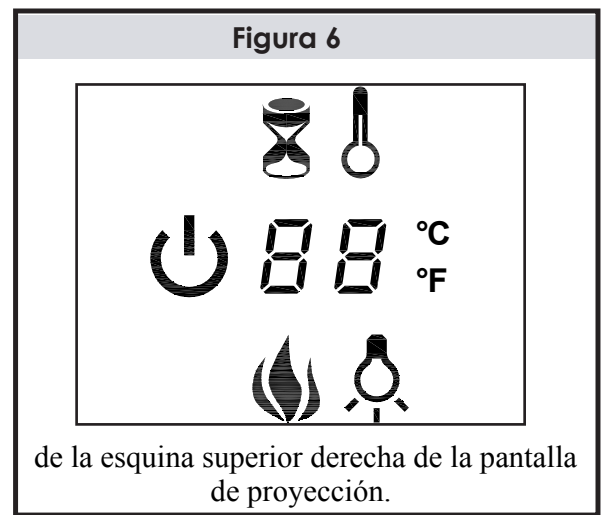 Figura 6
88 °C
°F
de la esquina superior derecha de la pantalla
de proyección.